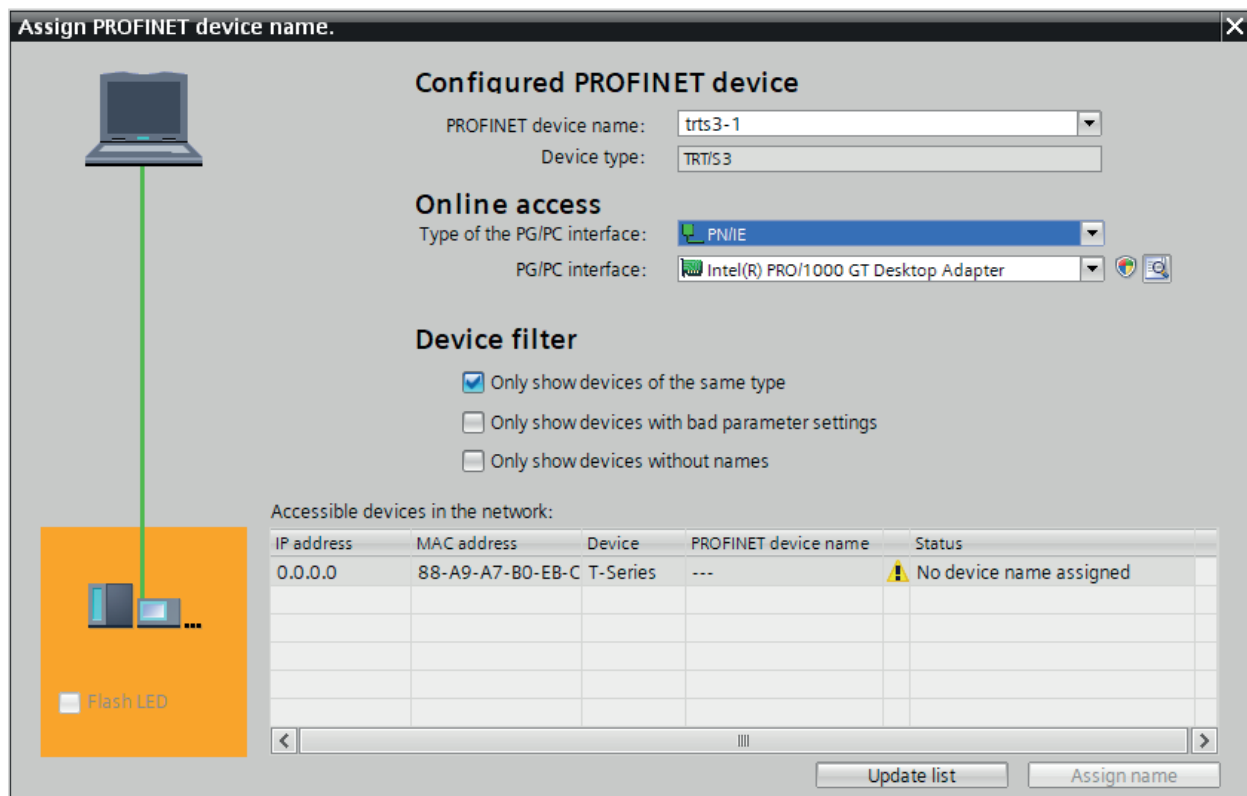 Assign PROFINET device name.
Configured PROFINET device
PROFINET device name: trts3-1
Device type: TRT/S3
Online access
Type of the PG/PC interface: PN/IE
PG/PC interface: Intel(R) PRO/1000 GT Desktop Adapter
Device filter
Only show devices of the same type
Only show devices with bad parameter settings
Only show devices without names
Accessible devices in the network:
IP address MAC address Device PROFINET device name Status
0.0.0.0 88-A9-A7-B0-EB-C T-Series --- No device name assigned
Flash LED
Update list Assign name